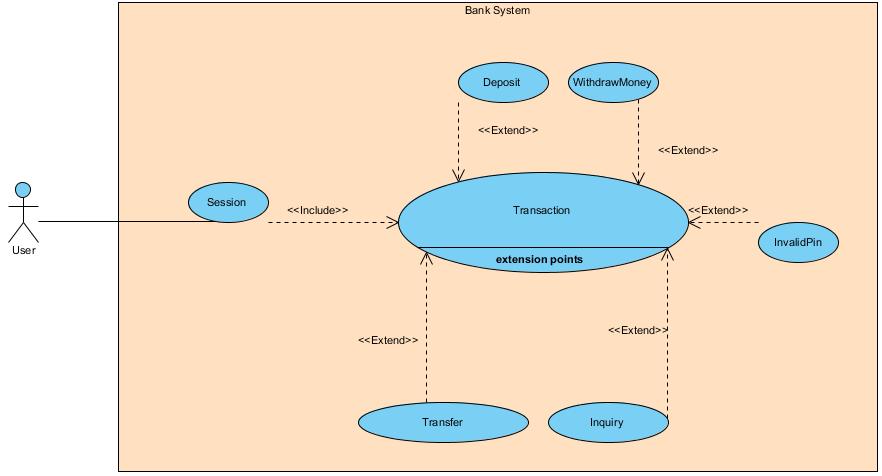 Bank System
Deposit
WithdrawMoney
<<Extend>>
<<Extend>>
Session
<<Include>>
Transaction
<<Extend>>
User
InvalidPin
extension points
<<Extend>>
<<Extend>>
Transfer
Inquiry